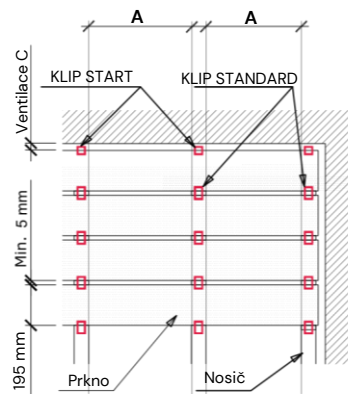 A
A
KLIP START
KLIP STANDARD
Ventilace C
Min. 5 mm
195 mm
Prkno
Nosič